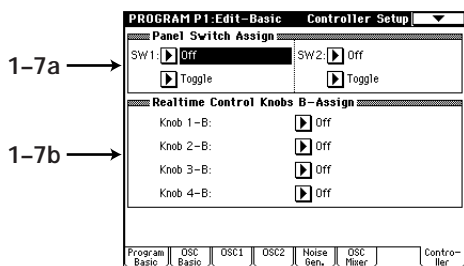 PROGRAM P1:Edit-Basic Controller Setup
Panel Switch Assign
SW1: Off SW2: Off
Toggle Toggle
1-7a
Realtime Control Knobs B-Assign
Knob 1-B: Off
Knob 2-B: Off
1-7b
Knob 3-B: Off
Knob 4-B: Off
Program Basic OSC Basic OSC1 OSC2 Noise Gen. OSC Mixer Contro- ller